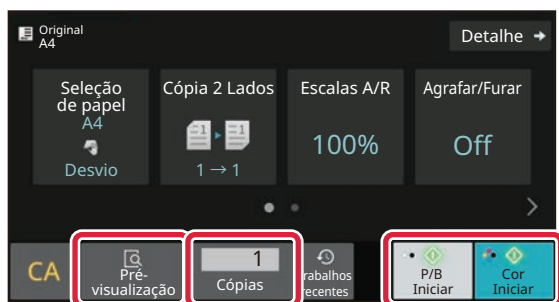 Original
A4
Detalhe
Seleção
de papel
A4
Desvio
Cópia 2 Lados
1 → 1
Escalas A/R
100%
Agrafar/Furar
Off
CA
Pré-
visualização
1
Cópias
rabalhos
recentes
P/B
Iniciar
Cor
Iniciar